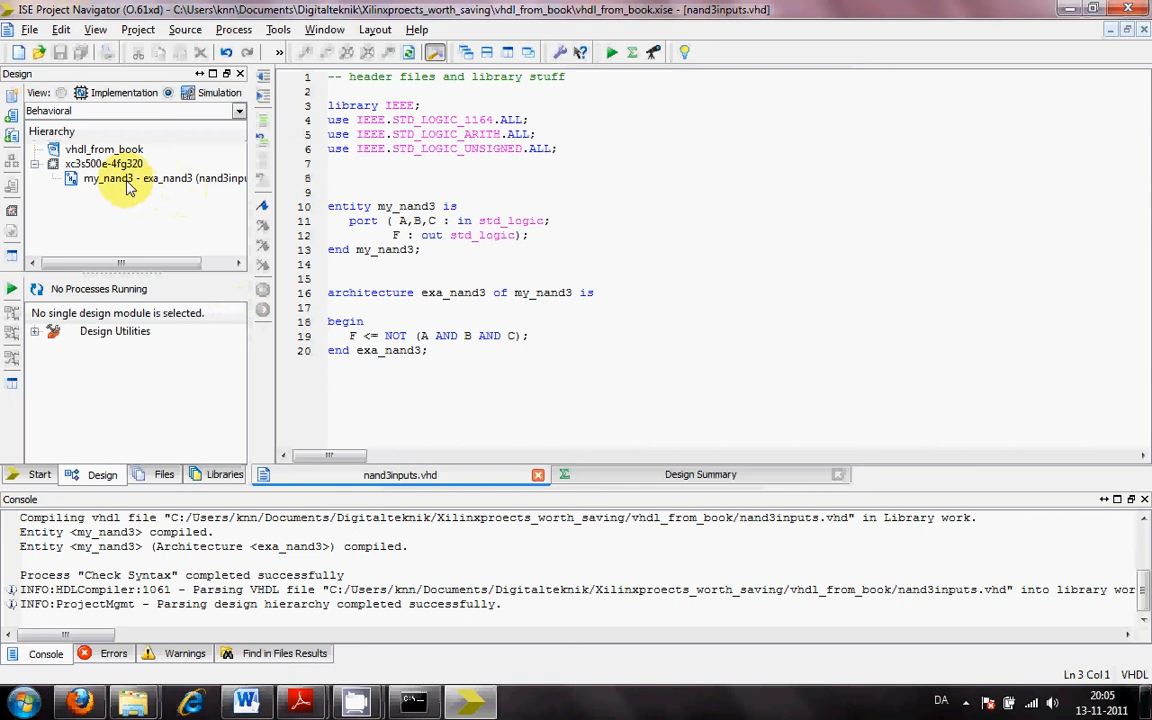 ISE Project Navigator (O.61xd) - C:\Users\knn\Documents\Digitalteknik\Xilinxproects_worth_saving\vhdl_from_book\vhdl_from_book.xise - [nand3inputs.vhd]
File Edit View Project Source Process Tools Window Layout Help
Design
View: Implementation Simulation
Behavioral
Hierarchy
vhdl_from_book
xc3s500e-4fg320
my_nand3 - exa_nand3 (nand3inpu
No Processes Running
No single design module is selected.
Design Utilities
Start Design Files Libraries
1 -- header files and library stuff
2
3 library IEEE;
4 use IEEE.STD_LOGIC_1164.ALL;
5 use IEEE.STD_LOGIC_ARITH.ALL;
6 use IEEE.STD_LOGIC_UNSIGNED.ALL;
7
8
9
10 entity my_nand3 is
11 port ( A,B,C : in std_logic;
12 F : out std_logic);
13 end my_nand3;
14
15
16 architecture exa_nand3 of my_nand3 is
17
18 begin
19 F <= NOT (A AND B AND C);
20 end exa_nand3;
nand3inputs.vhd Design Summary
Console
Compiling vhdl file "C:/Users/knn/Documents/Digitalteknik/Xilinxproects_worth_saving/vhdl_from_book/nand3inputs.vhd" in Library work.
Entity <my_nand3> compiled.
Entity <my_nand3> (Architecture <exa_nand3>) compiled.
Process "Check Syntax" completed successfully
INFO:HDLCompiler:1061 - Parsing VHDL file "C:/Users/knn/Documents/Digitalteknik/Xilinxproects_worth_saving/vhdl_from_book/nand3inputs.vhd" into library wor
INFO:ProjectMgmt - Parsing design hierarchy completed successfully.
Console Errors Warnings Find in Files Results
Ln 3 Col 1 VHDL
DA
20:05
13-11-2011